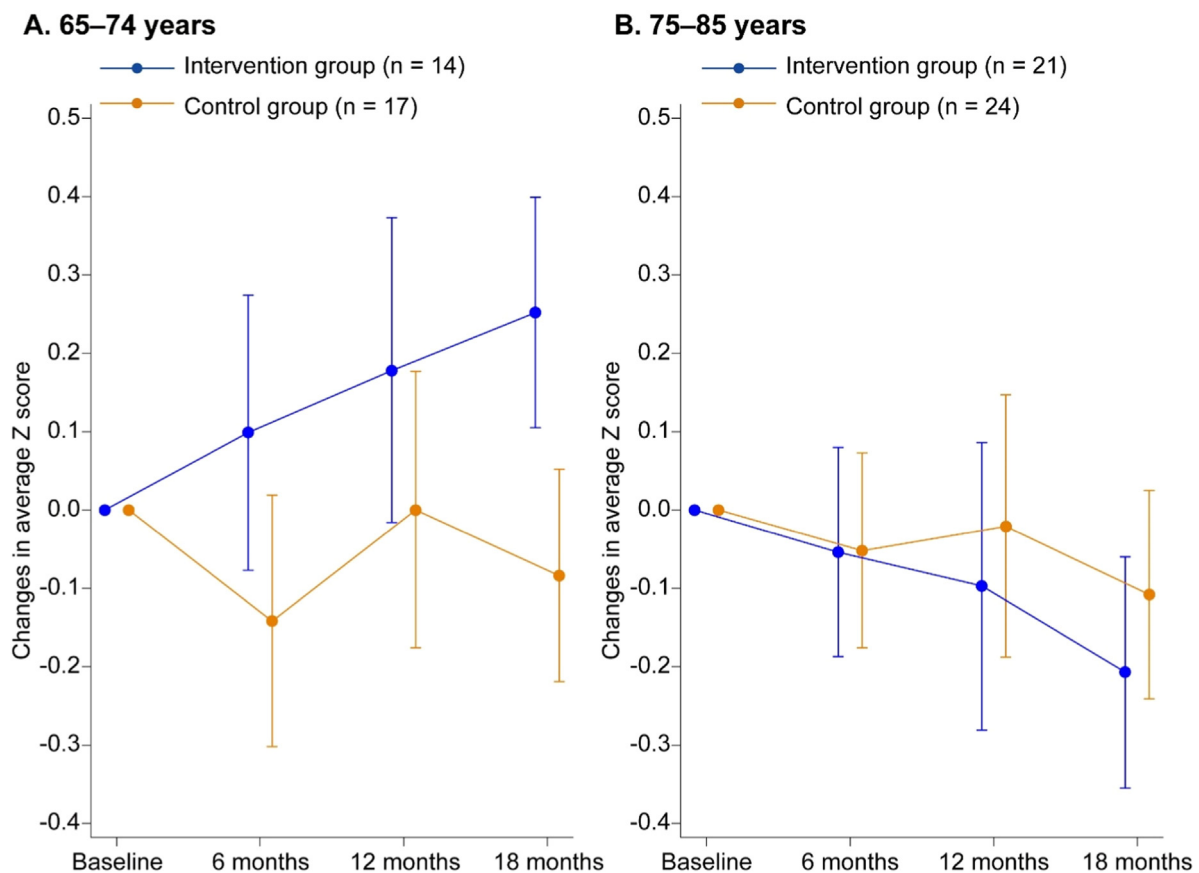 A. 65–74 years
Intervention group (n = 14)
Control group (n = 17)
Changes in average Z score
0.5
0.4
0.3
0.2
0.1
0.0
-0.1
-0.2
-0.3
-0.4
Baseline 6 months 12 months 18 months
B. 75–85 years
Intervention group (n = 21)
Control group (n = 24)
Changes in average Z score
0.5
0.4
0.3
0.2
0.1
0.0
-0.1
-0.2
-0.3
-0.4
Baseline 6 months 12 months 18 months